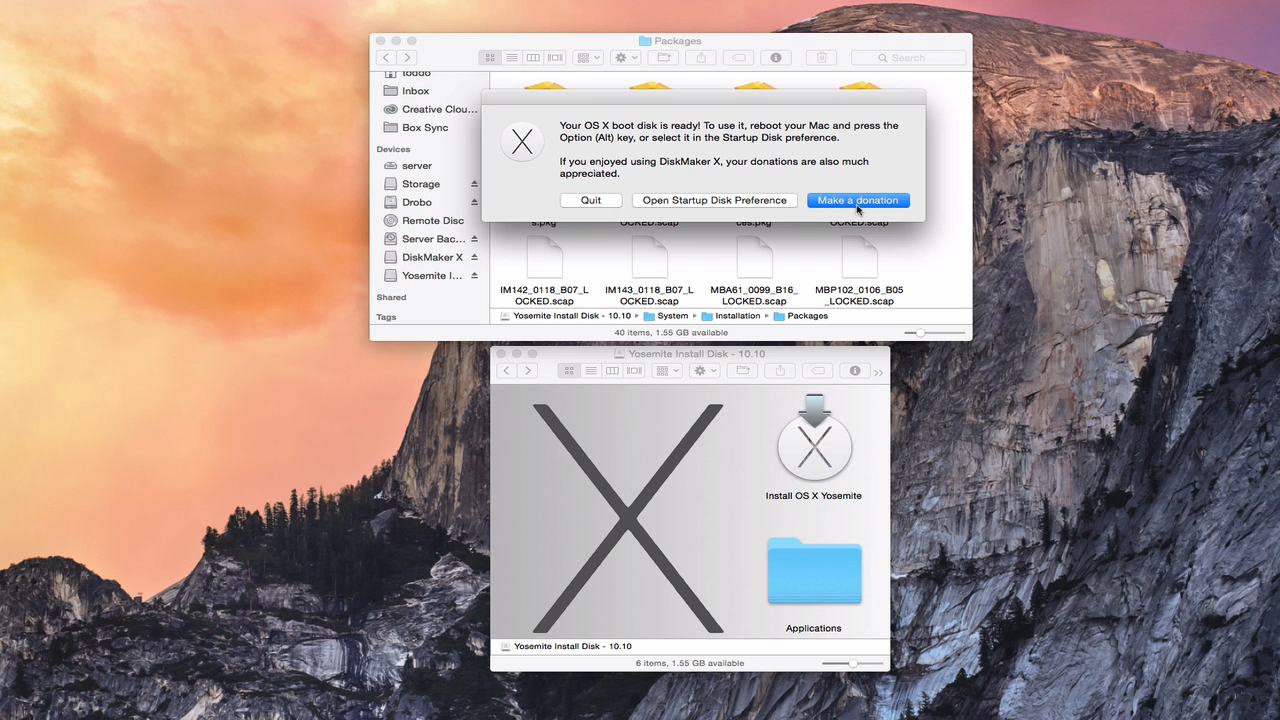 Packages
Search
toddo
Inbox
Creative Clou...
Box Sync
Devices
server
Storage
Drobo
Remote Disc
Server Bac...
DiskMaker X
Yosemite I...
Shared
Tags
Your OS X boot disk is ready! To use it, reboot your Mac and press the
Option (Alt) key, or select it in the Startup Disk preference.
If you enjoyed using DiskMaker X, your donations are also much
appreciated.
Quit
Open Startup Disk Preference
Make a donation
s.pkg
OCKED.scap
ces.pkg
OCKED.scap
IM142_0118_B07_L
OCKED.scap
IM143_0118_B07_L
OCKED.scap
MBA61_0099_B16_
LOCKED.scap
MBP102_0106_B05
_LOCKED.scap
Yosemite Install Disk - 10.10 ▸ System ▸ Installation ▸ Packages
40 items, 1.55 GB available
Yosemite Install Disk - 10.10
Install OS X Yosemite
Applications
Yosemite Install Disk - 10.10
6 items, 1.55 GB available